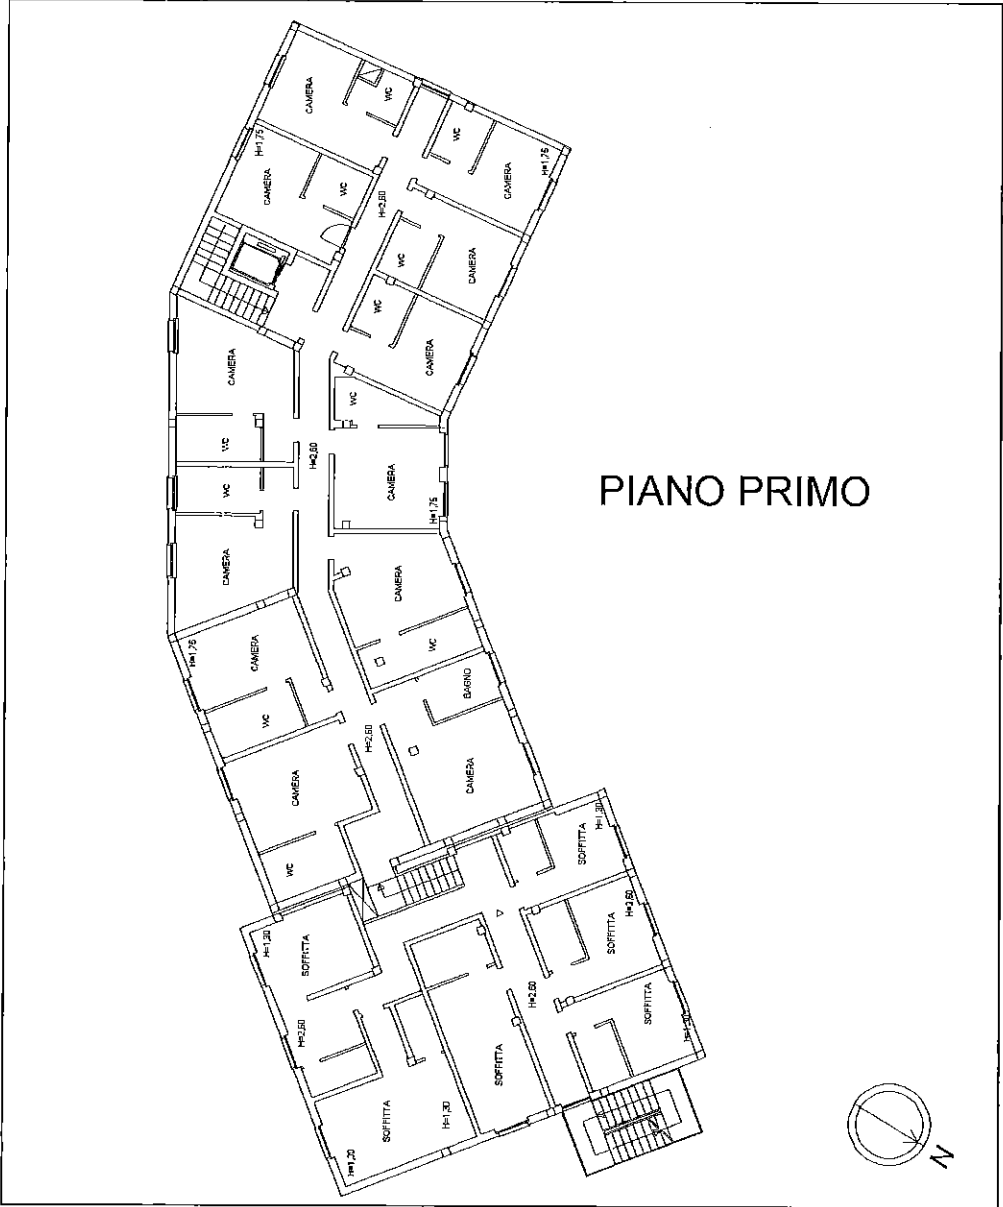 CAMERA
WC
WC
H=1,75
CAMERA
H=1,75
CAMERA
WC
H=2,60
WC
CAMERA
WC
CAMERA
CAMERA
WC
WC
H=2,60
CAMERA
WC
H=1,75
PIANO PRIMO
CAMERA
CAMERA
WC
H=1,75
CAMERA
WC
BAGNO
H=2,60
CAMERA
CAMERA
WC
H=1,30
SOFFITTA
H=2,60
SOFFITTA
H=1,30
SOFFITTA
H=2,60
SOFFITTA
H=2,60
SOFFITTA
H=1,30
SOFFITTA
H=1,30
H=1,20
N